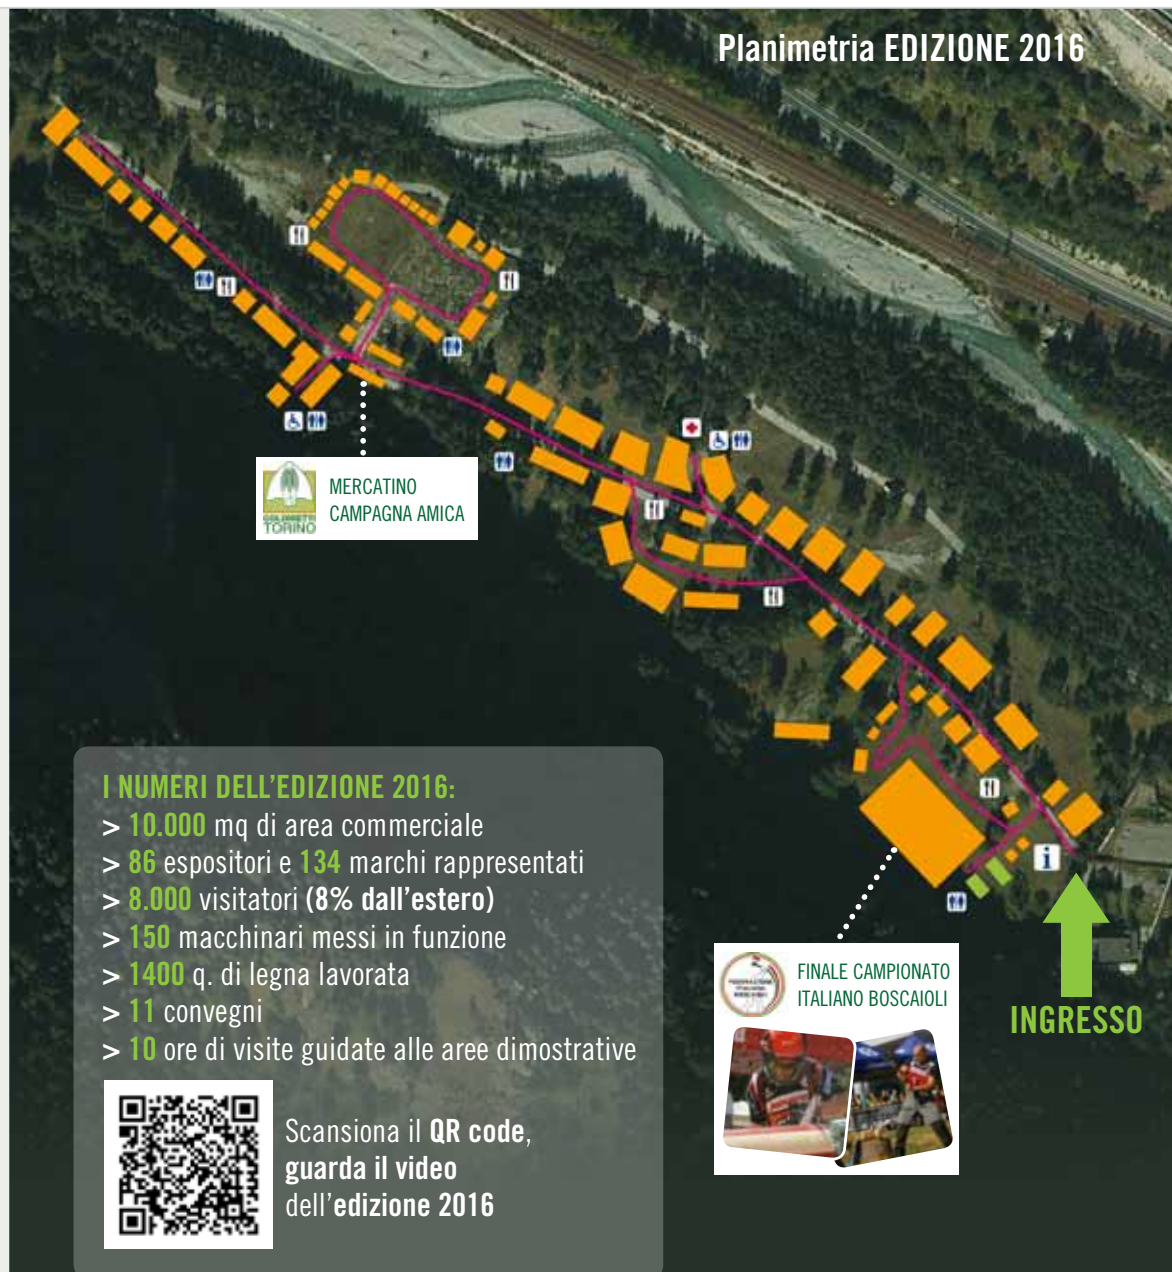 Planimetria EDIZIONE 2016
MERCATINO
CAMPAGNA AMICA
TORINO
I NUMERI DELL'EDIZIONE 2016:
> 10.000 mq di area commerciale
> 86 espositori e 134 marchi rappresentati
> 8.000 visitatori (8% dall'estero)
> 150 macchinari messi in funzione
> 1400 q. di legna lavorata
> 11 convegni
> 10 ore di visite guidate alle aree dimostrative
Scansiona il QR code,
guarda il video
dell'edizione 2016
i
INGRESSO
FINALE CAMPIONATO
ITALIANO BOSCAIOLI